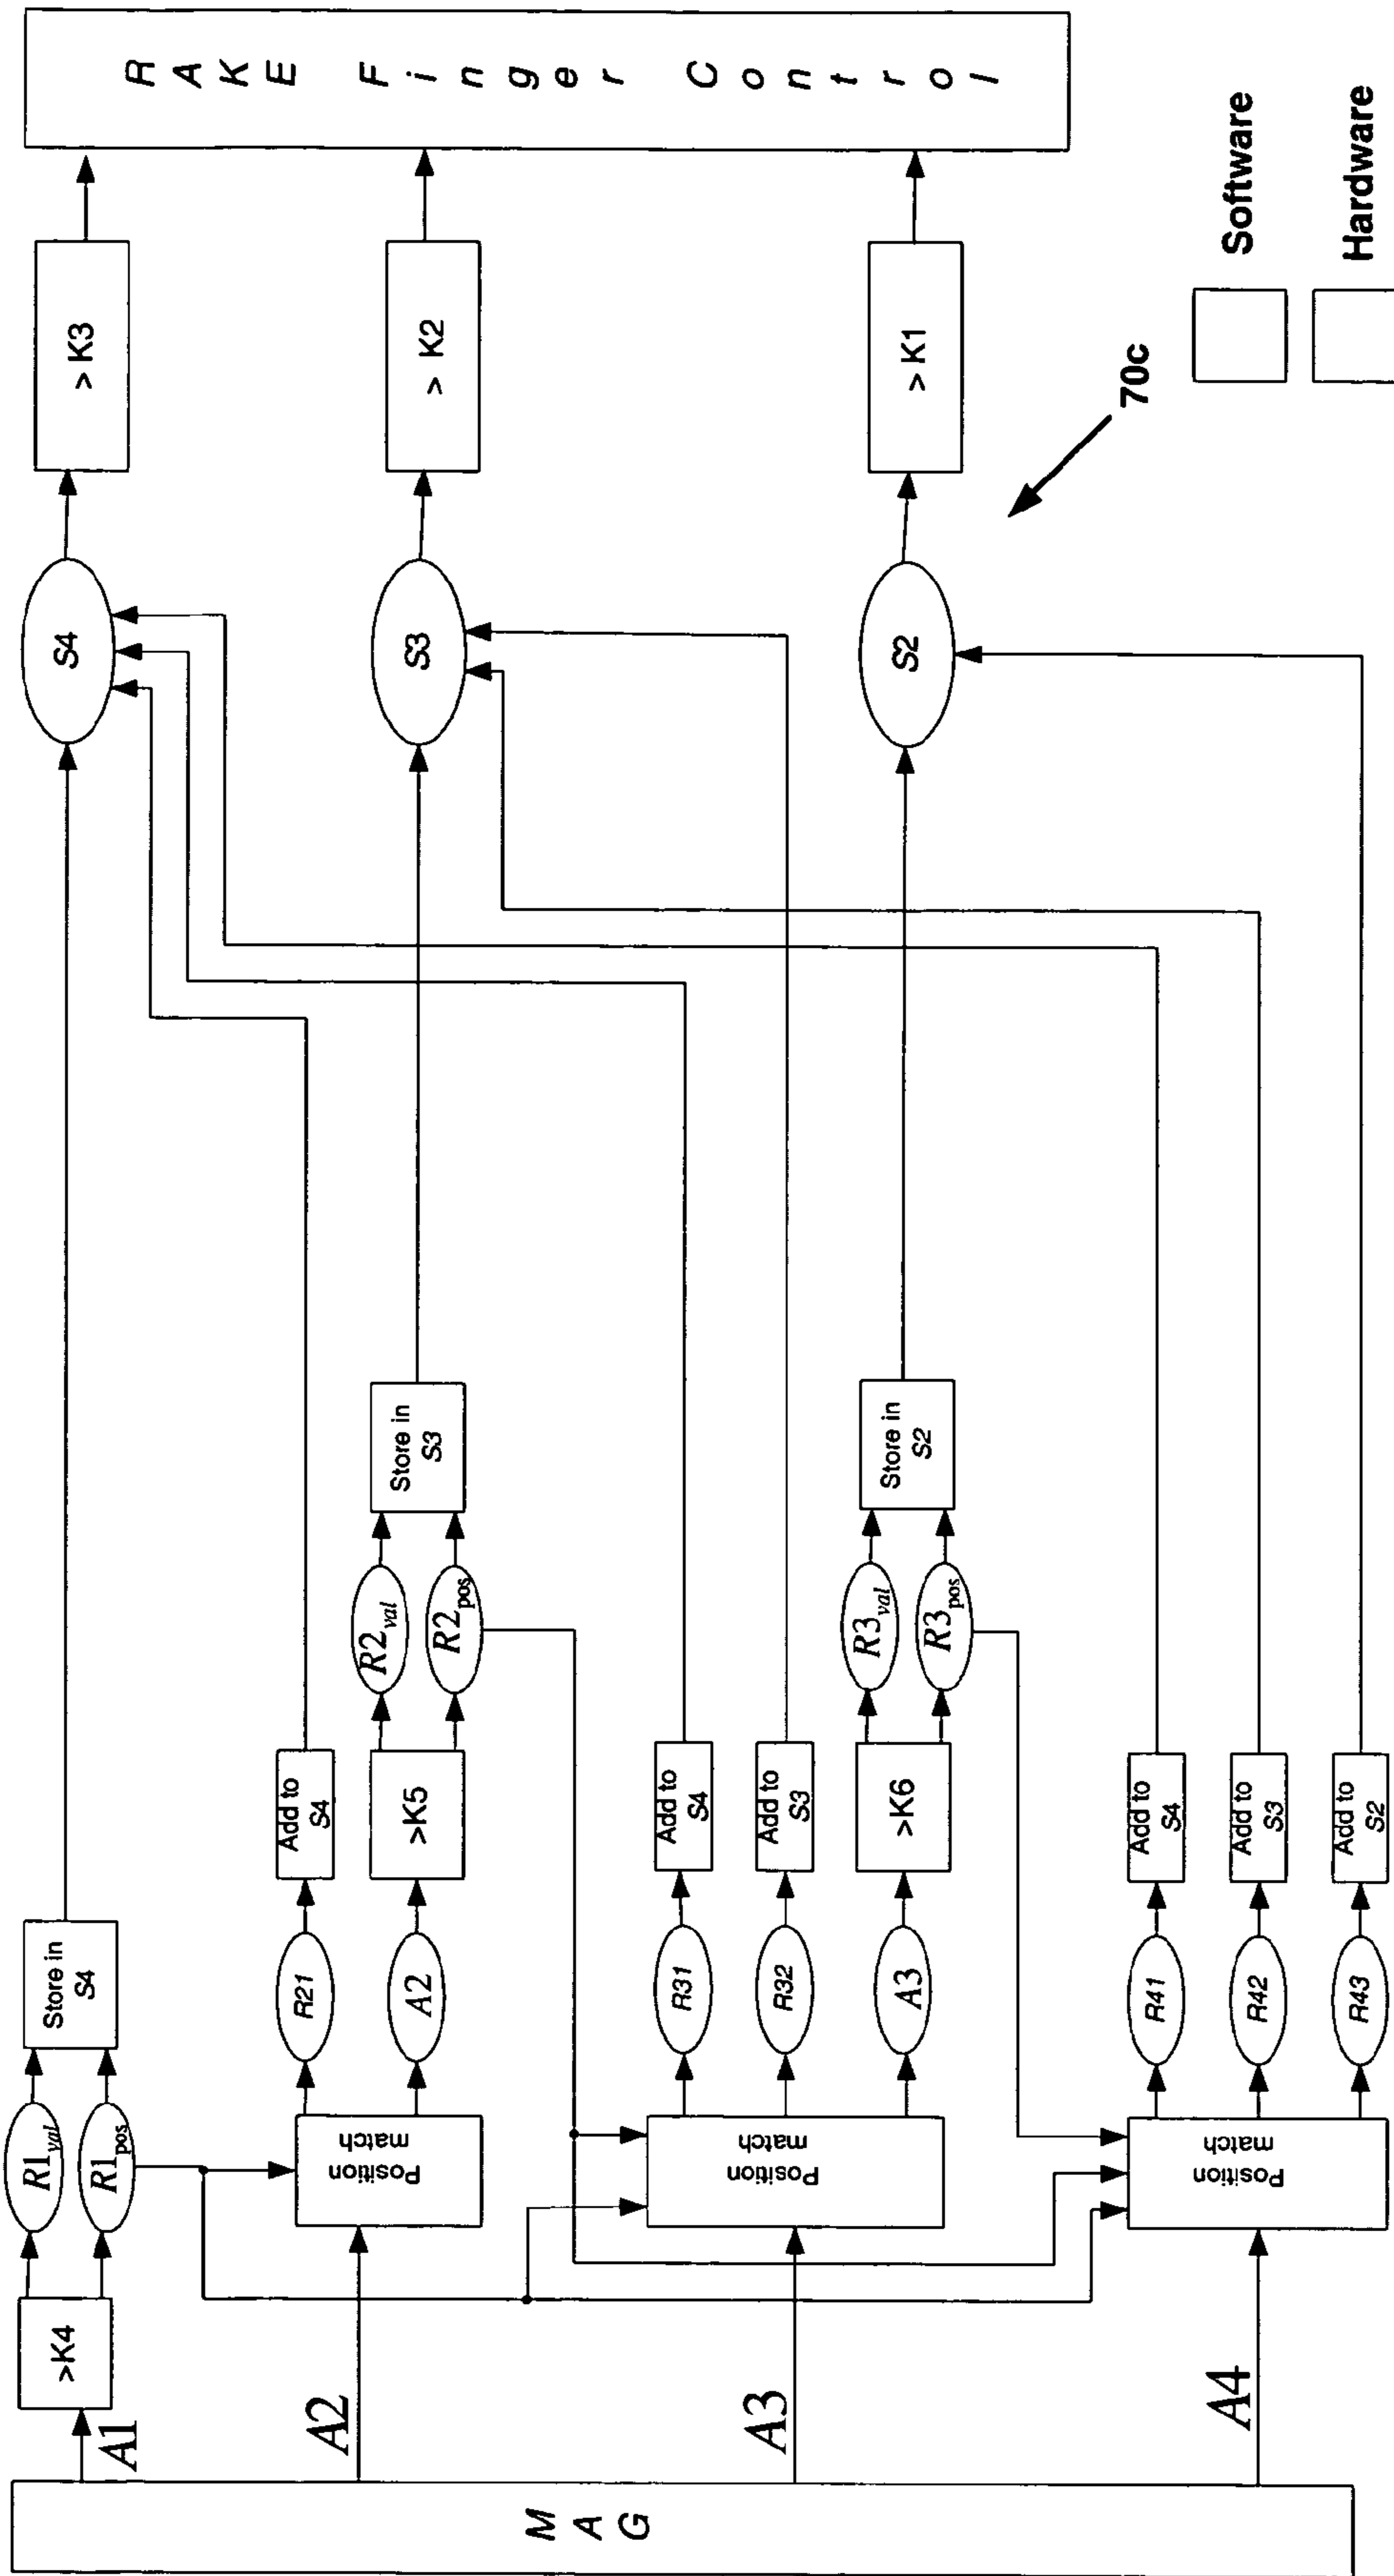 MAG
A1
>K4
R1val
R1pos
Store in
S4
S4
> K3
RAKE Finger Control
A2
Position
match
R21
Add to
S4
A2
>K5
R2val
R2pos
Store in
S3
S3
> K2
A3
Position
match
R31
Add to
S4
R32
Add to
S3
A3
>K6
R3val
R3pos
Store in
S2
S2
> K1
A4
Position
match
R41
Add to
S4
R42
Add to
S3
R43
Add to
S2
70c
Software
Hardware